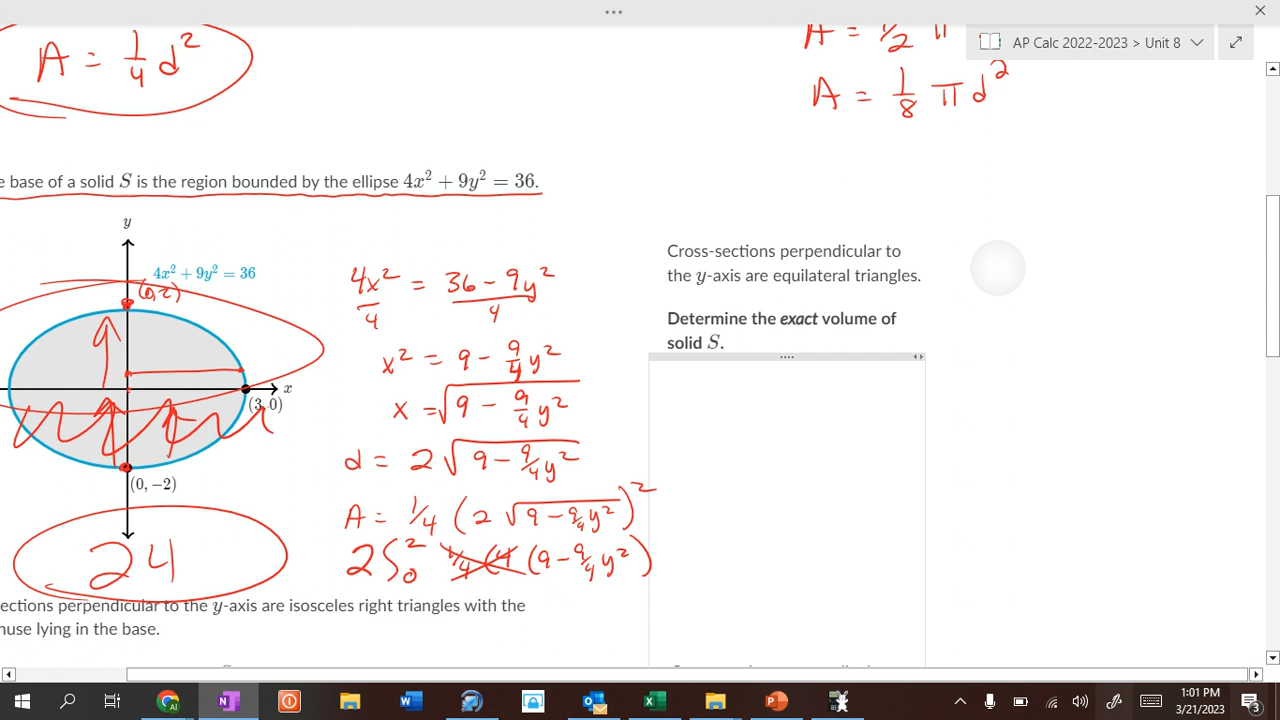 AP Calc 2022-2023 > Unit 8
A = 1/4 d²
A = 1/2 π
A = 1/8 π d²
e base of a solid S is the region bounded by the ellipse 4x² + 9y² = 36.
y
4x² + 9y² = 36
(0,2)
x
(3,0)
(0, −2)
24
4x²/4 = (36 − 9y²)/4
x² = 9 − 9/4 y²
x = √(9 − 9/4 y²)
d = 2√(9 − 9/4 y²)
A = 1/4 (2√(9 − 9/4 y²))²
2∫₀² 1/4 (4) (9 − 9/4 y²)
Cross-sections perpendicular to
the y-axis are equilateral triangles.
Determine the exact volume of
solid S.
ections perpendicular to the y-axis are isosceles right triangles with the
nuse lying in the base.
1:01 PM
3/21/2023
3